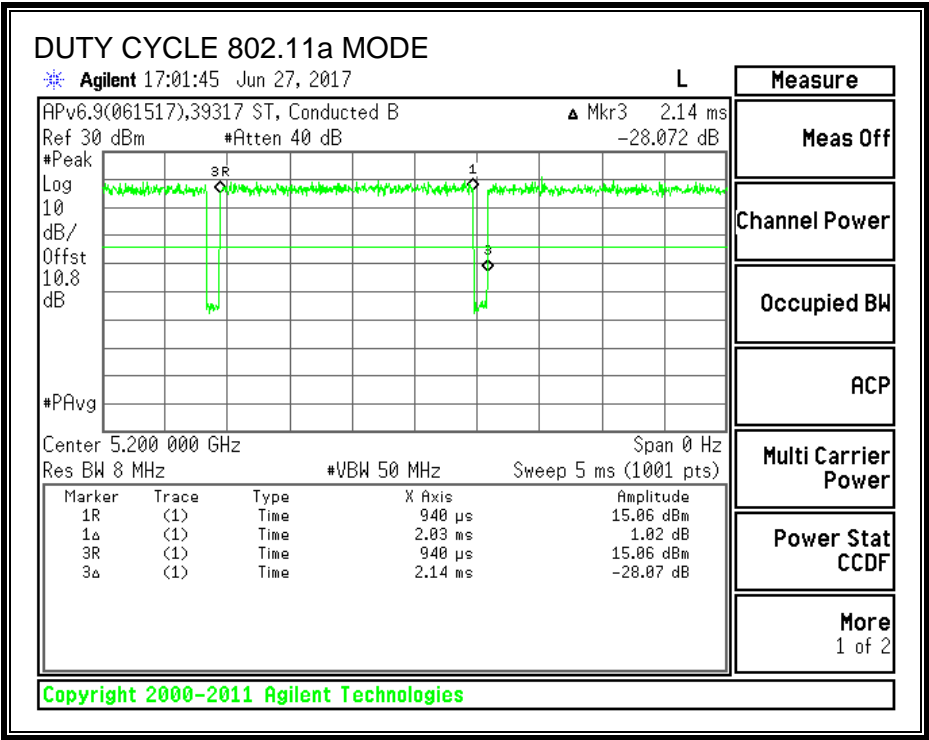 DUTY CYCLE 802.11a MODE
Agilent 17:01:45 Jun 27, 2017 L
APv6.9(061517),39317 ST, Conducted B Δ Mkr3 2.14 ms
Ref 30 dBm #Atten 40 dB -28.072 dB
#Peak
Log
10
dB/
Offst
10.8
dB
#PAvg
3R
1
3
Center 5.200 000 GHz Span 0 Hz
Res BW 8 MHz #VBW 50 MHz Sweep 5 ms (1001 pts)
Marker Trace Type X Axis Amplitude
1R (1) Time 940 µs 15.06 dBm
1Δ (1) Time 2.03 ms 1.02 dB
3R (1) Time 940 µs 15.06 dBm
3Δ (1) Time 2.14 ms -28.07 dB
Measure
Meas Off
Channel Power
Occupied BW
ACP
Multi Carrier
Power
Power Stat
CCDF
More
1 of 2
Copyright 2000-2011 Agilent Technologies